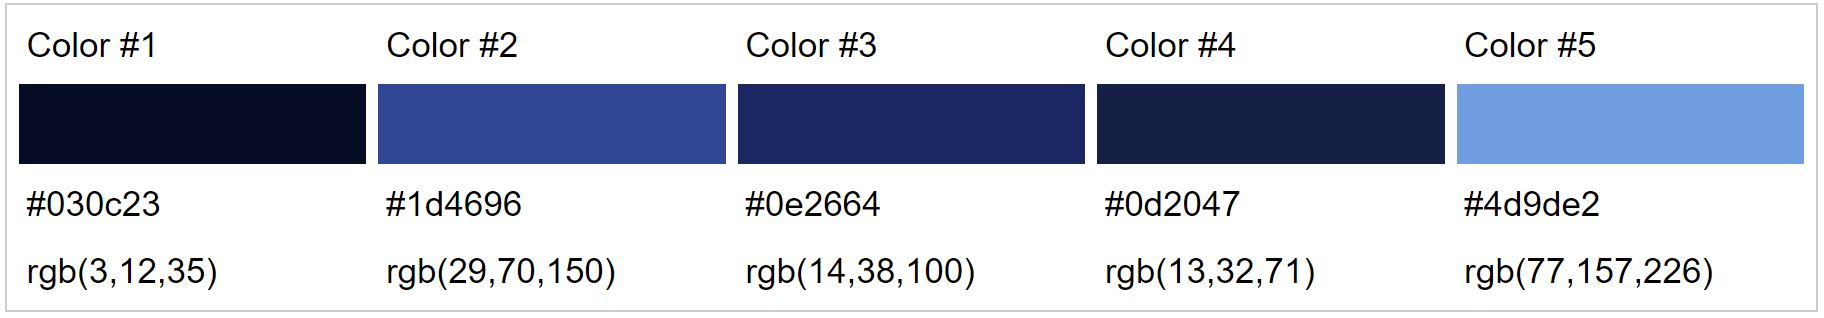 Color #1 Color #2 Color #3 Color #4 Color #5
#030c23 #1d4696 #0e2664 #0d2047 #4d9de2
rgb(3,12,35) rgb(29,70,150) rgb(14,38,100) rgb(13,32,71) rgb(77,157,226)